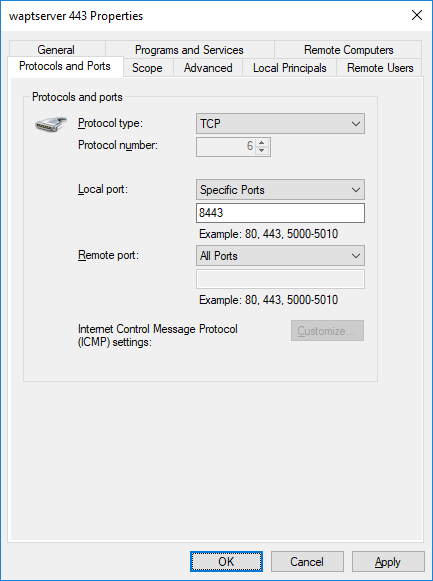 waptserver 443 Properties
General
Programs and Services
Remote Computers
Protocols and Ports
Scope
Advanced
Local Principals
Remote Users
Protocols and ports
Protocol type:
TCP
Protocol number:
6
Local port:
Specific Ports
8443
Example: 80, 443, 5000-5010
Remote port:
All Ports
Example: 80, 443, 5000-5010
Internet Control Message Protocol
(ICMP) settings:
Customize...
OK
Cancel
Apply